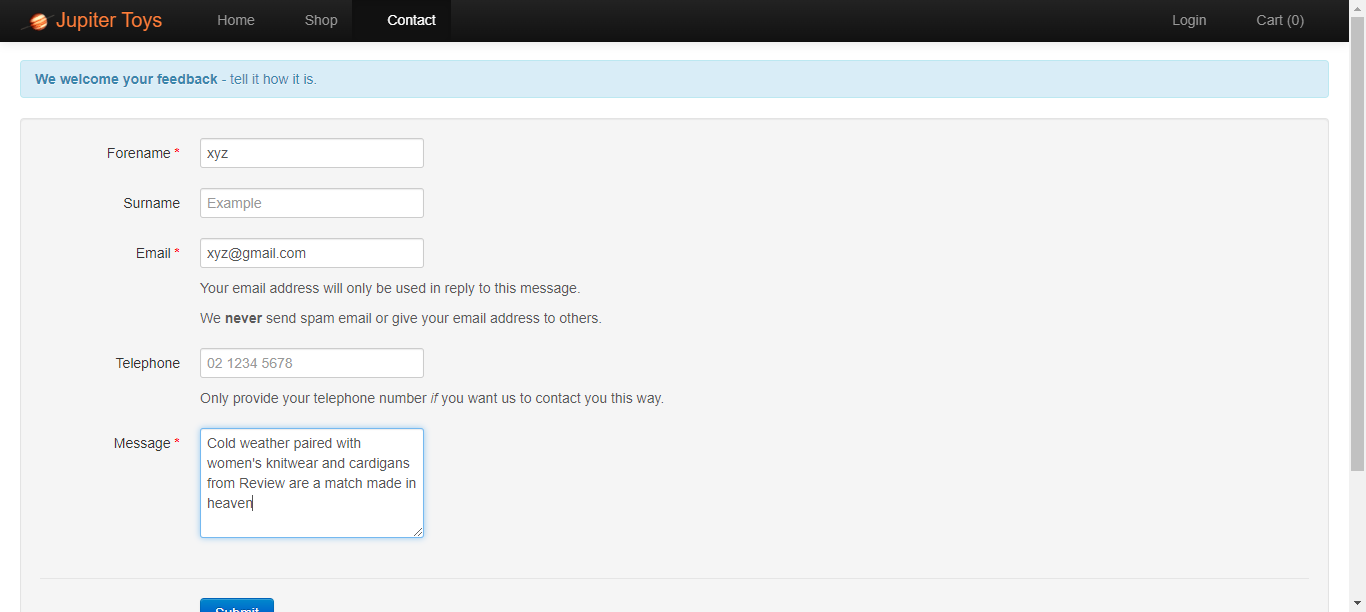 Jupiter Toys Home Shop Contact Login Cart (0)
We welcome your feedback - tell it how it is.
Forename * xyz
Surname Example
Email * xyz@gmail.com
Your email address will only be used in reply to this message.
We never send spam email or give your email address to others.
Telephone 02 1234 5678
Only provide your telephone number if you want us to contact you this way.
Message * Cold weather paired with
women's knitwear and cardigans
from Review are a match made in
heaven
Submit